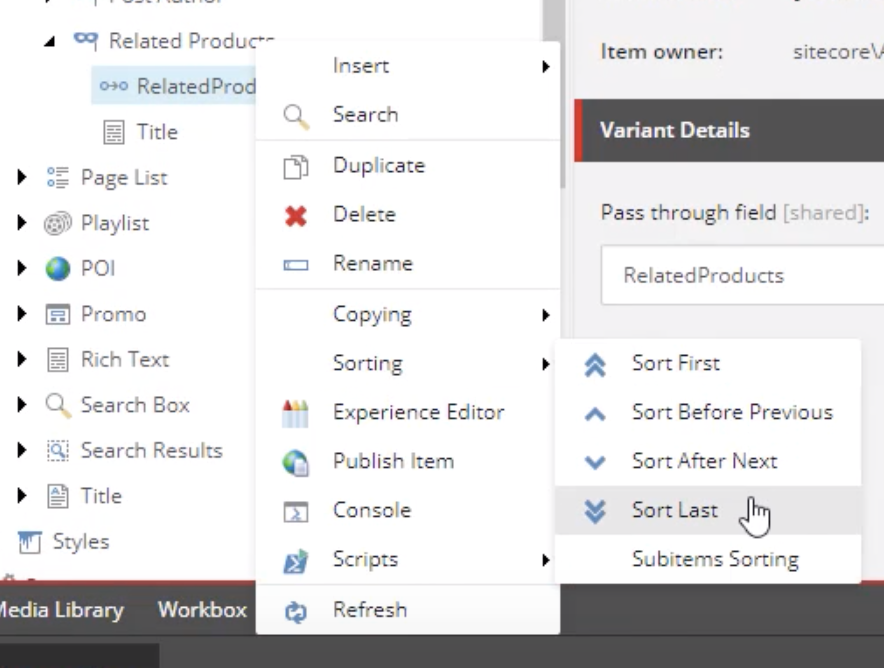 Post Author
Related Products
RelatedProd
Title
Page List
Playlist
POI
Promo
Rich Text
Search Box
Search Results
Title
Styles
Media Library
Workbox
Insert
Search
Duplicate
Delete
Rename
Copying
Sorting
Experience Editor
Publish Item
Console
Scripts
Refresh
Sort First
Sort Before Previous
Sort After Next
Sort Last
Subitems Sorting
Item owner: sitecore\A
Variant Details
Pass through field [shared]:
RelatedProducts